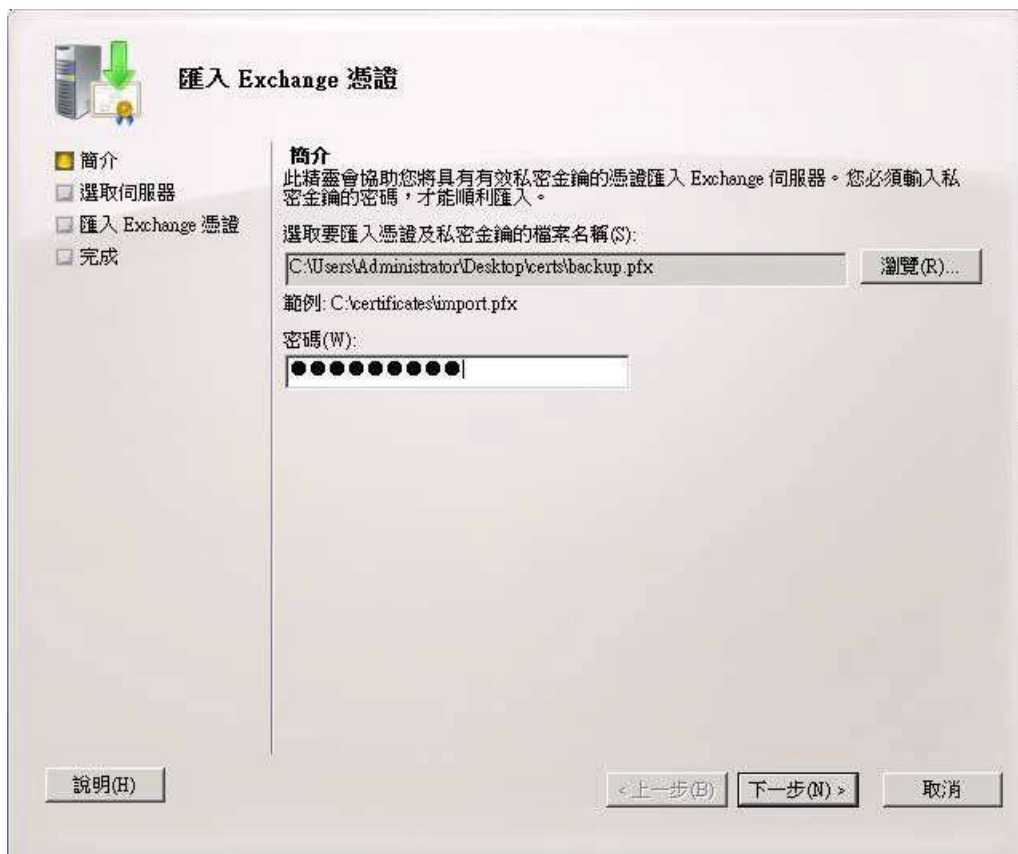 匯入 Exchange 憑證
簡介
選取伺服器
匯入 Exchange 憑證
完成
簡介
此精靈會協助您將具有有效私密金鑰的憑證匯入 Exchange 伺服器。您必須輸入私
密金鑰的密碼，才能順利匯入。
選取要匯入憑證及私密金鑰的檔案名稱(S):
C:\Users\Administrator\Desktop\certs\backup.pfx
瀏覽(R)...
範例: C:\certificates\import.pfx
密碼(W):
●●●●●●●●●
說明(H)
<上一步(B)
下一步(N) >
取消